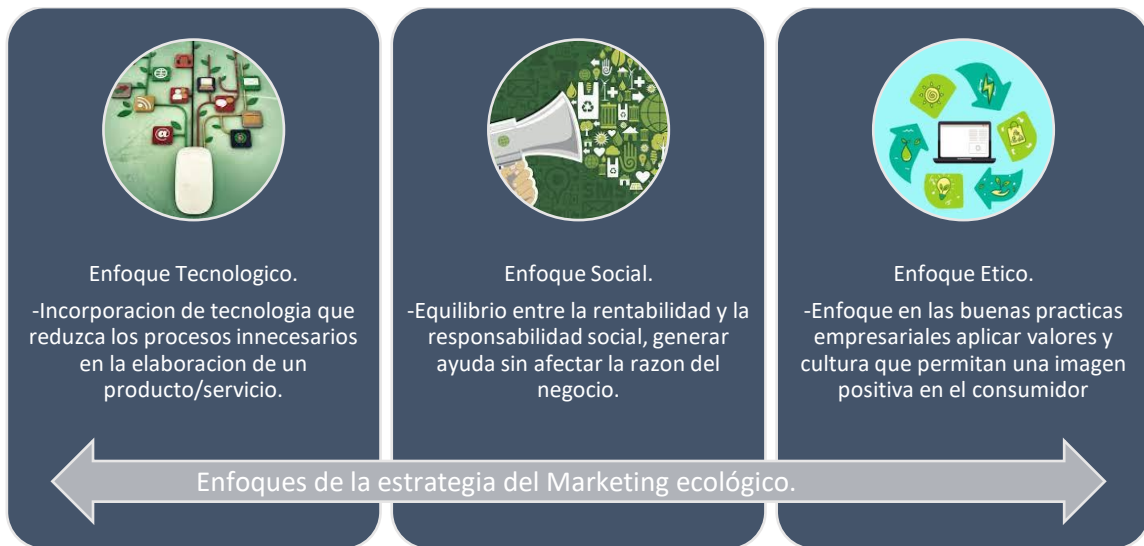 Enfoque Tecnologico.
-Incorporacion de tecnologia que
reduzca los procesos innecesarios
en la elaboracion de un
producto/servicio.
Enfoque Social.
-Equilibrio entre la rentabilidad y la
responsabilidad social, generar
ayuda sin afectar la razon del
negocio.
Enfoque Etico.
-Enfoque en las buenas practicas
empresariales aplicar valores y
cultura que permitan una imagen
positiva en el consumidor
Enfoques de la estrategia del Marketing ecológico.